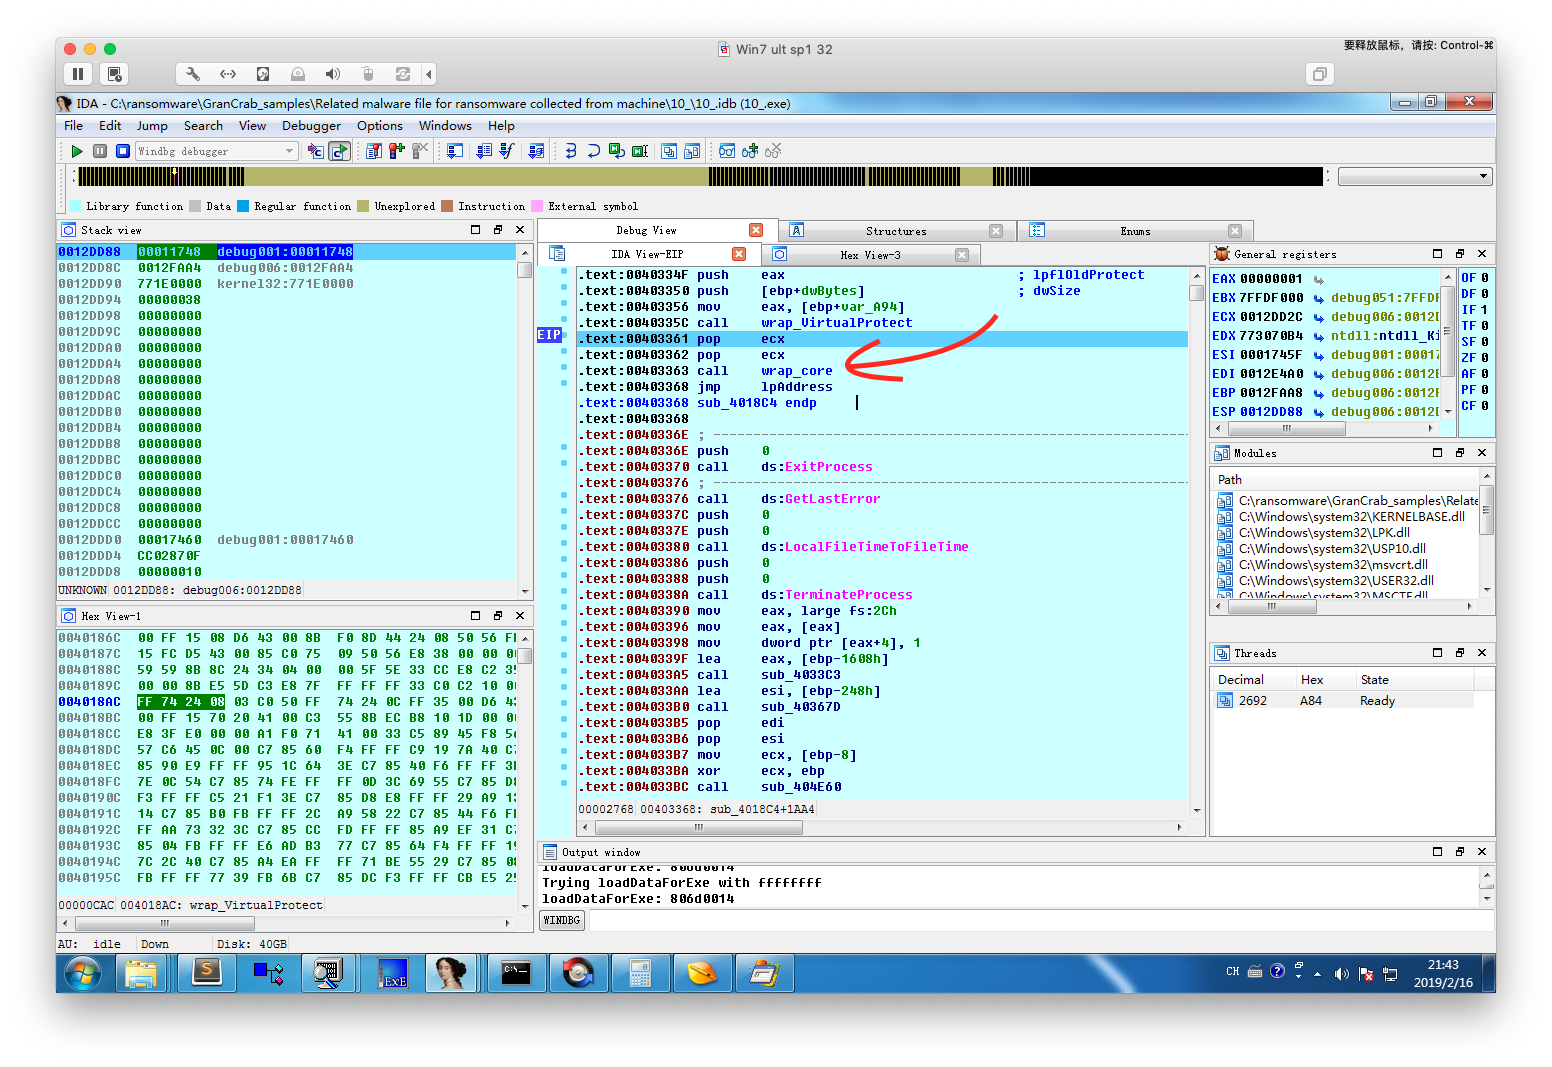 Win7 ult sp1 32
要释放鼠标，请按: Control-⌘
IDA - C:\ransomware\GranCrab_samples\Related malware file for ransomware collected from machine\10_\10_.idb (10_.exe)
File Edit Jump Search View Debugger Options Windows Help
Windbg debugger
Library function Data Regular function Unexplored Instruction External symbol
Stack view
0012DD88 00011748 debug001:00011748
0012DD8C 0012FAA4 debug006:0012FAA4
0012DD90 771E0000 kernel32:771E0000
0012DD94 00000038
0012DD98 00000000
0012DD9C 00000000
0012DDA0 00000000
0012DDA4 00000000
0012DDA8 00000000
0012DDAC 00000000
0012DDB0 00000000
0012DDB4 00000000
0012DDB8 00000000
0012DDBC 00000000
0012DDC0 00000000
0012DDC4 00000000
0012DDC8 00000000
0012DDCC 00000000
0012DDD0 00017460 debug001:00017460
0012DDD4 CC02870F
0012DDD8 00000010
UNKNOWN 0012DD88: debug006:0012DD88
Hex View-1
0040186C 00 FF 15 08 D6 43 00 8B F0 8D 44 24 08 50 56
0040187C 15 FC D5 43 00 85 C0 75 09 50 56 E8 38 00 00
0040188C 59 59 8B 8C 24 34 04 00 00 5F 5E 33 CC E8 C2
0040189C 00 00 8B E5 5D C3 E8 7F FF FF FF 33 C0 C2 10
004018AC FF 74 24 08 03 C0 50 FF 74 24 0C FF 35 00 D6
004018BC 00 FF 15 70 20 41 00 C3 55 8B EC B8 10 1D 00
004018CC E8 3F E0 00 00 A1 F0 71 41 00 33 C5 89 45 F8
004018DC 57 C6 45 0C 00 C7 85 60 F4 FF FF C9 19 7A 40
004018EC 85 90 E9 FF FF 95 1C 64 3E C7 85 40 F6 FF FF
004018FC 7E 0C 54 C7 85 74 FE FF FF 0D 3C 69 55 C7 85
0040190C F3 FF FF C5 21 F1 3E C7 85 D8 E8 FF FF 29 A9
0040191C 14 C7 85 B0 FB FF FF 2C A9 58 22 C7 85 44 F6
0040192C FF AA 73 32 3C C7 85 CC FD FF FF 85 A9 EF 31
0040193C 85 04 FB FF FF E6 AD B3 77 C7 85 64 F4 FF FF
0040194C 7C 2C 40 C7 85 A4 EA FF FF 71 BE 55 29 C7 85
0040195C FB FF FF 77 39 FB 6B C7 85 DC F3 FF FF CB E5
00000CAC 004018AC: wrap_VirtualProtect
Debug View Structures Enums
IDA View-EIP Hex View-3
.text:0040334F push eax ; lpflOldProtect
.text:00403350 push [ebp+dwBytes] ; dwSize
.text:00403356 mov eax, [ebp+var_A94]
.text:0040335C call wrap_VirtualProtect
EIP .text:00403361 pop ecx
.text:00403362 pop ecx
.text:00403363 call wrap_core
.text:00403368 jmp lpAddress
.text:00403368 sub_4018C4 endp
.text:00403368
.text:0040336E ; ---------------------------------------------------------------
.text:0040336E push 0
.text:00403370 call ds:ExitProcess
.text:00403376 ; ---------------------------------------------------------------
.text:00403376 call ds:GetLastError
.text:0040337C push 0
.text:0040337E push 0
.text:00403380 call ds:LocalFileTimeToFileTime
.text:00403386 push 0
.text:00403388 push 0
.text:0040338A call ds:TerminateProcess
.text:00403390 mov eax, large fs:2Ch
.text:00403396 mov eax, [eax]
.text:00403398 mov dword ptr [eax+4], 1
.text:0040339F lea eax, [ebp-1608h]
.text:004033A5 call sub_4033C3
.text:004033AA lea esi, [ebp-248h]
.text:004033B0 call sub_40367D
.text:004033B5 pop edi
.text:004033B6 pop esi
.text:004033B7 mov ecx, [ebp-8]
.text:004033BA xor ecx, ebp
.text:004033BC call sub_404E60
00002768 00403368: sub_4018C4+1AA4
General registers
EAX 00000001
EBX 7FFDF000 debug051:7FFDF
ECX 0012DD2C debug006:0012
EDX 773070B4 ntdll:ntdll_Ki
ESI 0001745F debug001:0001
EDI 0012E4A0 debug006:0012
EBP 0012FAA8 debug006:0012
ESP 0012DD88 debug006:0012
OF 0
DF 0
IF 1
TF 0
SF 0
ZF 0
AF 0
PF 0
CF 0
Modules
Path
C:\ransomware\GranCrab_samples\Relate
C:\Windows\system32\KERNELBASE.dll
C:\Windows\system32\LPK.dll
C:\Windows\system32\USP10.dll
C:\Windows\system32\msvcrt.dll
C:\Windows\system32\USER32.dll
C:\Windows\system32\MSCTF.dll
Threads
Decimal Hex State
2692 A84 Ready
Output window
loadDataForExe: 806d0014
Trying loadDataForExe with ffffffff
loadDataForExe: 806d0014
WINDBG
AU: idle Down Disk: 40GB
CH
21:43
2019/2/16